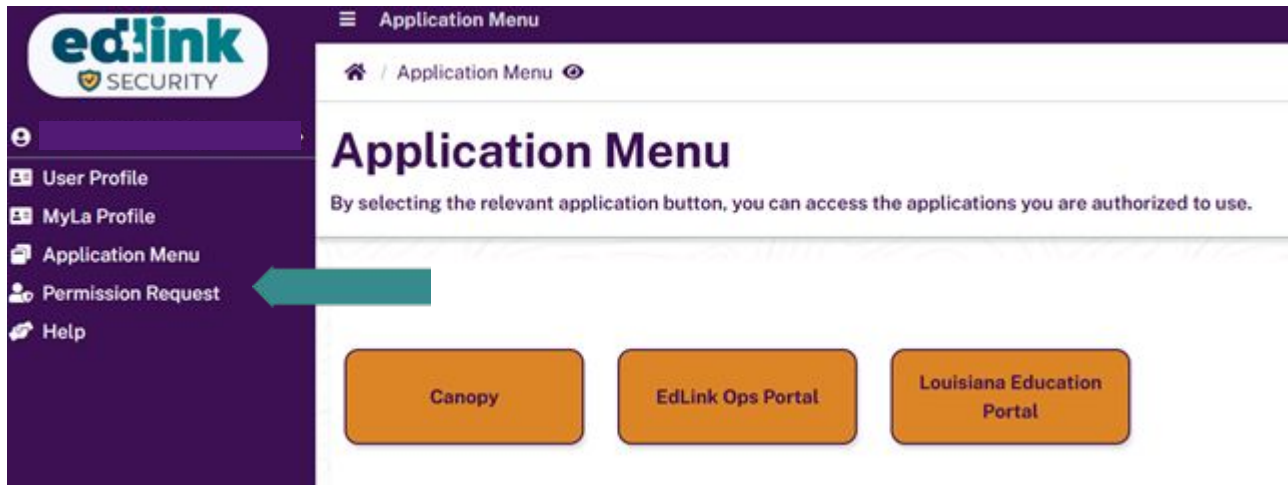 edlink
SECURITY
Application Menu
/ Application Menu
User Profile
MyLa Profile
Application Menu
Permission Request
Help
Application Menu
By selecting the relevant application button, you can access the applications you are authorized to use.
Canopy
EdLink Ops Portal
Louisiana Education
Portal